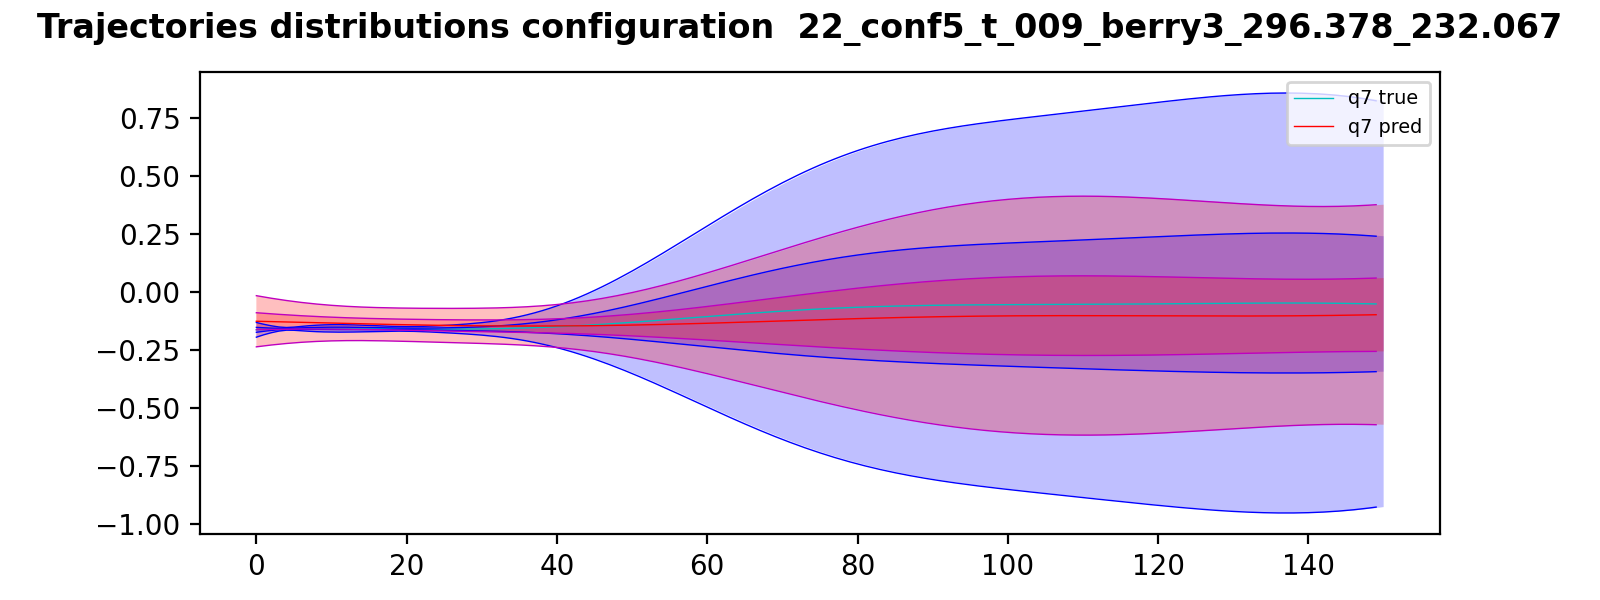 Trajectories distributions configuration  22_conf5_t_009_berry3_296.378_232.067
q7 true
q7 pred
0.75
0.50
0.25
0.00
−0.25
−0.50
−0.75
−1.00
0 20 40 60 80 100 120 140